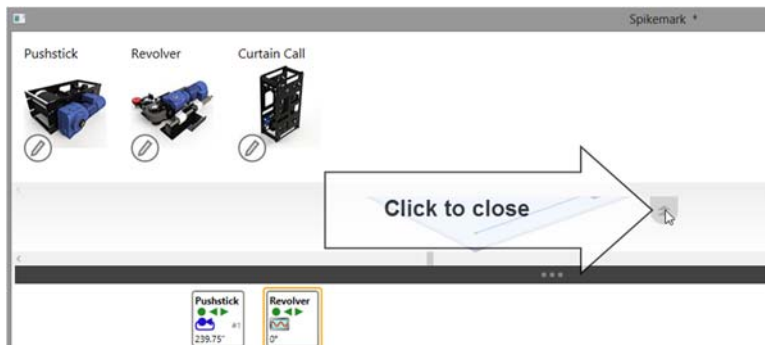 Spikemark *
Pushstick Revolver Curtain Call
Click to close
Pushstick Revolver
#1
239.75" 0°